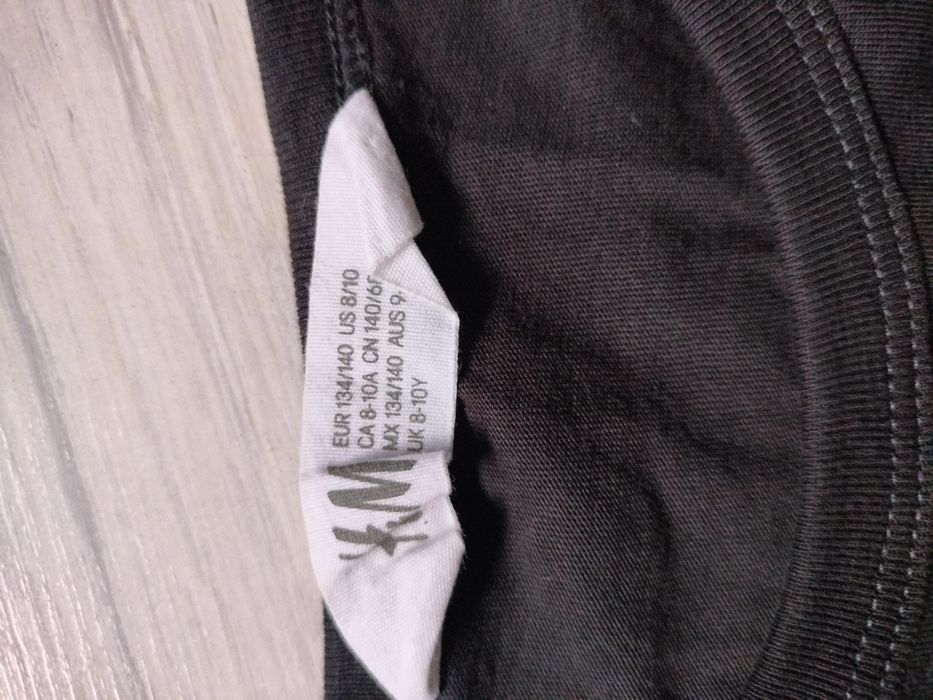 H&M
EUR 134/140 US 8/10
CA 8-10A CN 140/
MX 134/140 AUS 9
UK 8-10Y